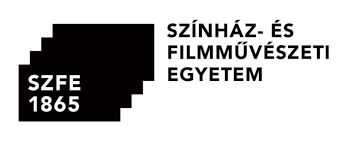 SZFE
1865
SZÍNHÁZ- ÉS
FILMMŰVÉSZETI
EGYETEM